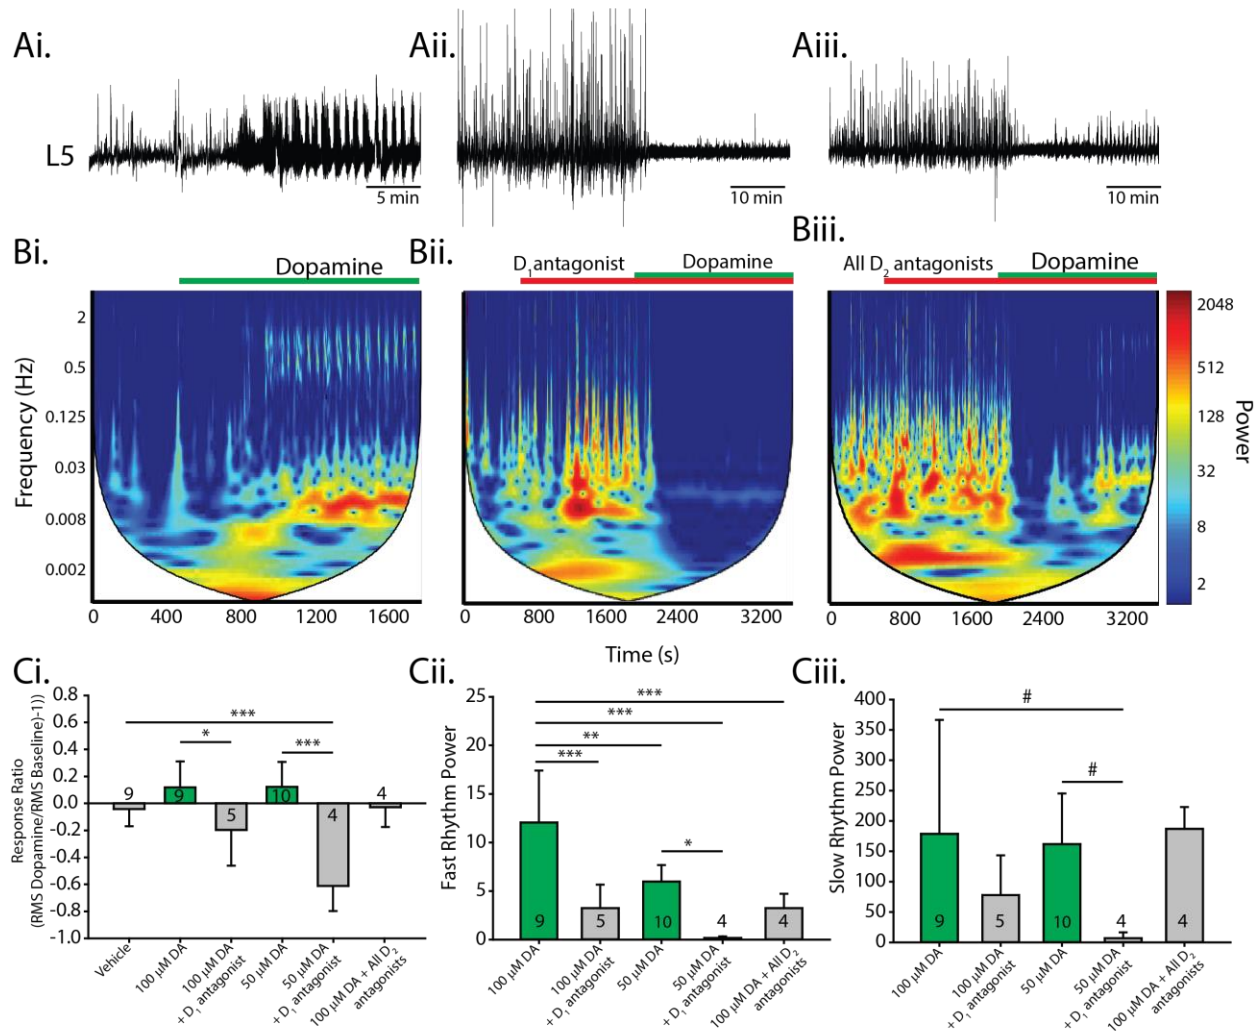 Ai.
Aii.
Aiii.
L5
5 min
10 min
10 min
Bi.
Bii.
Biii.
Dopamine
D1 antagonist
Dopamine
All D2 antagonists
Dopamine
Frequency (Hz)
2
0.5
0.125
0.03
0.008
0.002
2048
512
128
32
8
2
Power
0 400 800 1200 1600
0 800 1600 2400 3200
0 800 1600 2400 3200
Time (s)
Ci.
Response Ratio
(RMS Dopamine/RMS Baseline)-1))
0.8
0.6
0.4
0.2
0.0
-0.2
-0.4
-0.6
-0.8
-1.0
***
*
***
9
9
5
10
4
4
Vehicle
100 µM DA
100 µM DA
+ D1 antagonist
50 µM DA
50 µM DA
+ D1 antagonist
100 µM DA + All D2
antagonists
Cii.
Fast Rhythm Power
25
20
15
10
5
0
***
***
**
***
*
9
5
10
4
4
100 µM DA
100 µM DA
+ D1 antagonist
50 µM DA
50 µM DA
+ D1 antagonist
100 µM DA + All D2
antagonists
Ciii.
Slow Rhythm Power
400
350
300
250
200
150
100
50
0
#
#
9
5
10
4
4
100 µM DA
100 µM DA
+ D1 antagonist
50 µM DA
50 µM DA
+ D1 antagonist
100 µM DA + All D2
antagonists